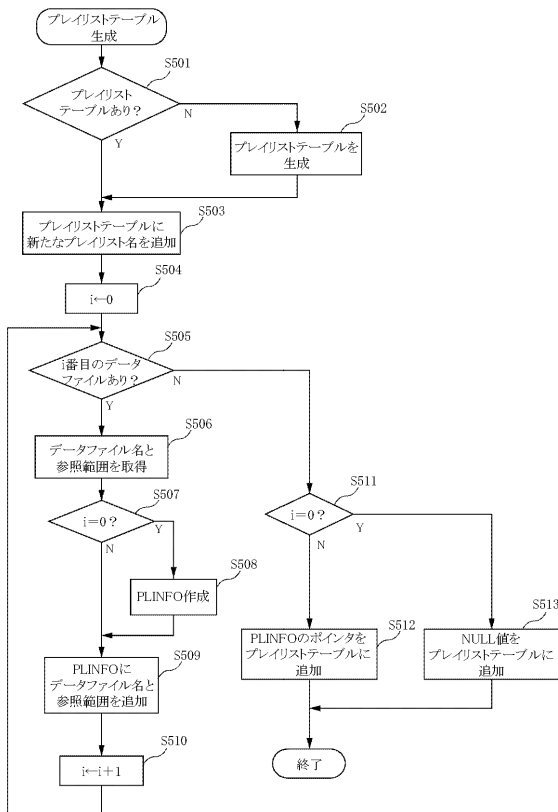 プレイリストテーブル
生成
S501
プレイリスト
テーブルあり？
N
Y
S502
プレイリストテーブルを
生成
S503
プレイリストテーブルに
新たなプレイリスト名を追加
S504
i←0
S505
i番目のデータ
ファイルあり？
N
Y
S506
データファイル名と
参照範囲を取得
S507
i=0？
Y
N
S508
PLINFO作成
S509
PLINFOに
データファイル名と
参照範囲を追加
S510
i←i+1
S511
i=0？
Y
N
S512
PLINFOのポインタを
プレイリストテーブルに
追加
S513
NULL値を
プレイリストテーブルに
追加
終了